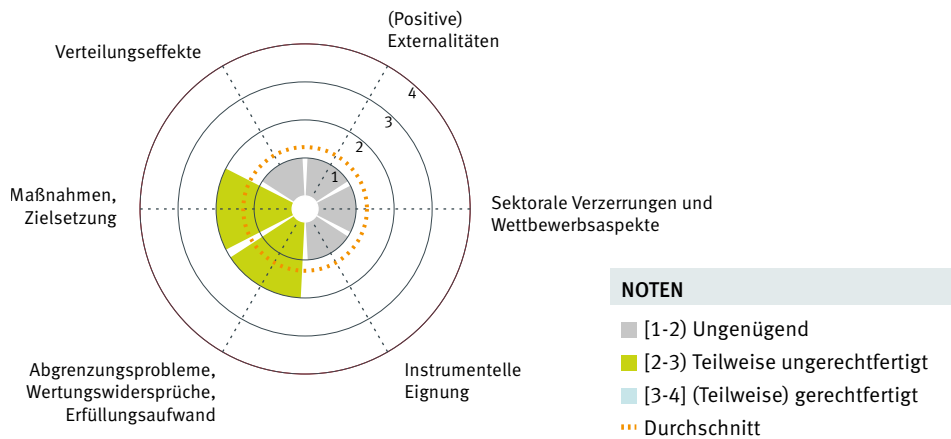 (Positive)
Externalitäten
Verteilungseffekte
4
3
2
1
Maßnahmen,
Zielsetzung
Sektorale Verzerrungen und
Wettbewerbsaspekte
Abgrenzungsprobleme,
Wertungswidersprüche,
Erfüllungsaufwand
Instrumentelle
Eignung
NOTEN
[1-2) Ungenügend
[2-3) Teilweise ungerechtfertigt
[3-4] (Teilweise) gerechtfertigt
Durchschnitt